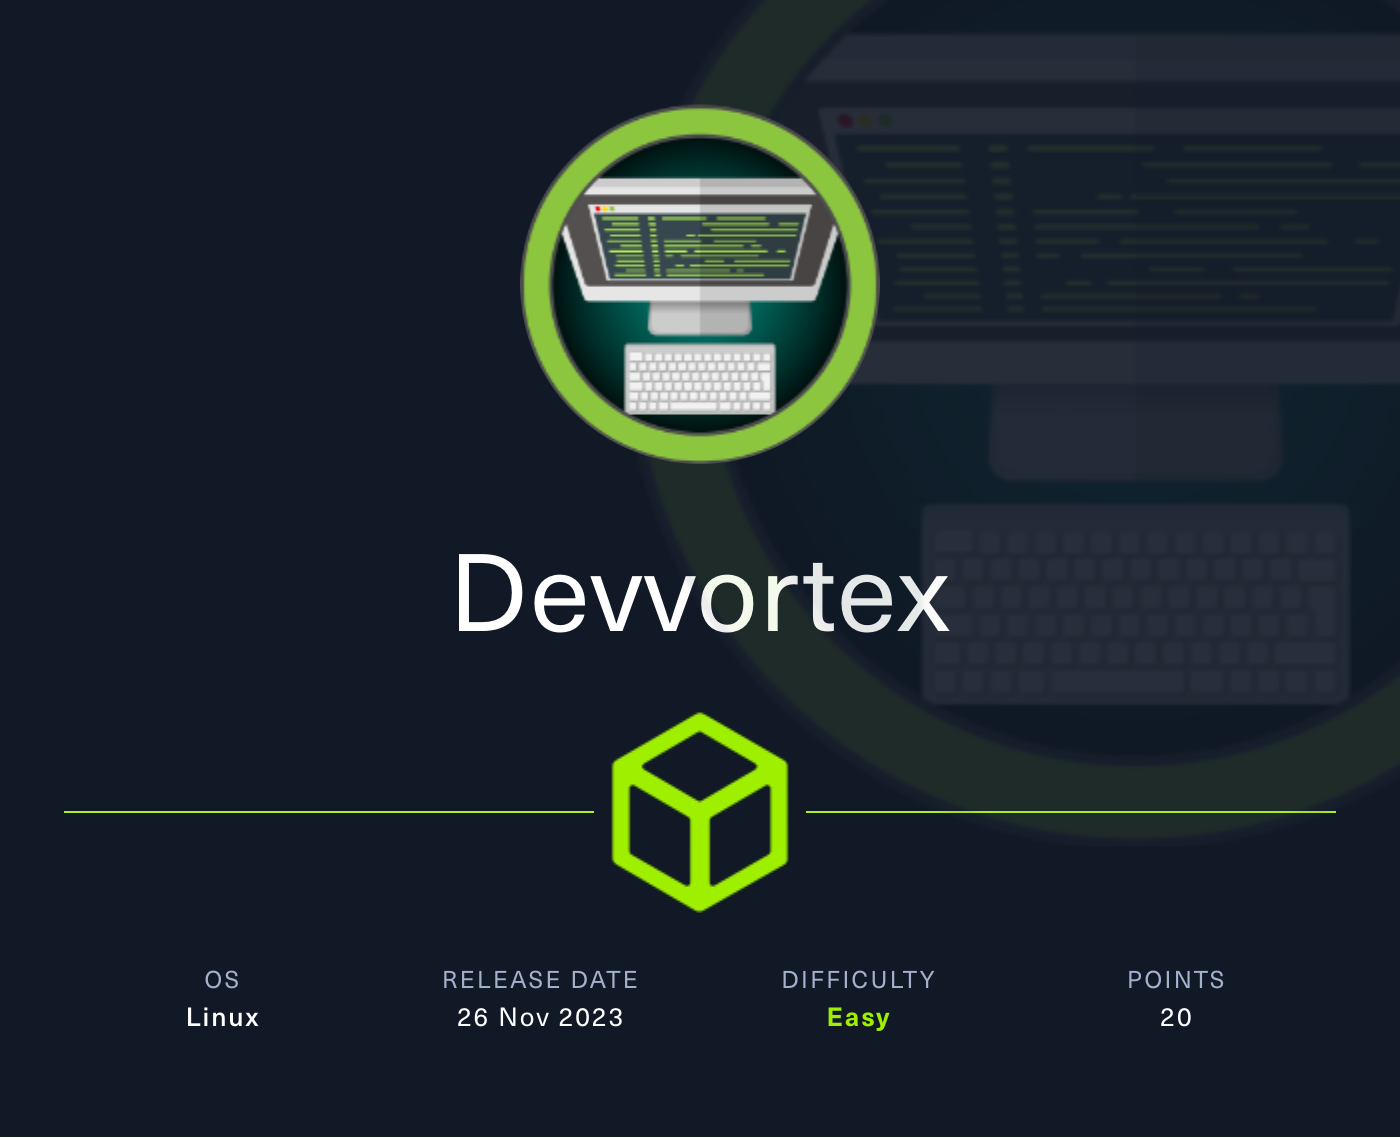 Devvortex
OS
Linux
RELEASE DATE
26 Nov 2023
DIFFICULTY
Easy
POINTS
20